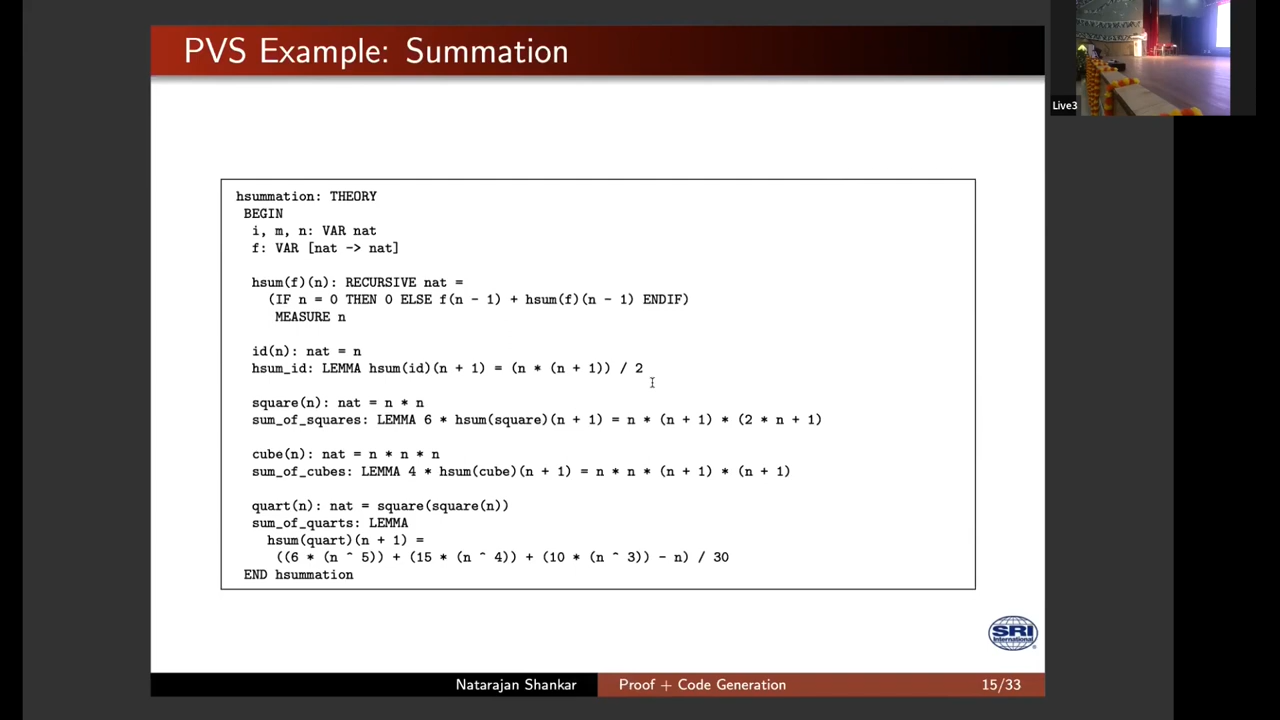 PVS Example: Summation
Live3
hsummation: THEORY
BEGIN
i, m, n: VAR nat
f: VAR [nat -> nat]
hsum(f)(n): RECURSIVE nat =
(IF n = 0 THEN 0 ELSE f(n - 1) + hsum(f)(n - 1) ENDIF)
MEASURE n
id(n): nat = n
hsum_id: LEMMA hsum(id)(n + 1) = (n * (n + 1)) / 2
square(n): nat = n * n
sum_of_squares: LEMMA 6 * hsum(square)(n + 1) = n * (n + 1) * (2 * n + 1)
cube(n): nat = n * n * n
sum_of_cubes: LEMMA 4 * hsum(cube)(n + 1) = n * n * (n + 1) * (n + 1)
quart(n): nat = square(square(n))
sum_of_quarts: LEMMA
hsum(quart)(n + 1) =
((6 * (n ^ 5)) + (15 * (n ^ 4)) + (10 * (n ^ 3)) - n) / 30
END hsummation
SRI
International
Natarajan Shankar
Proof + Code Generation
15/33